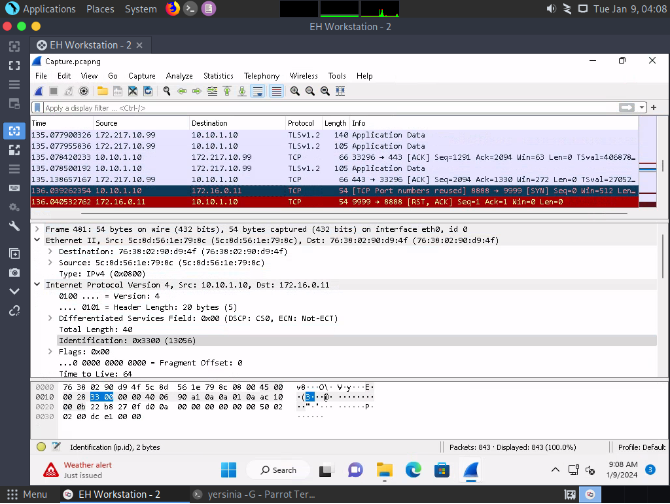 Applications Places System Tue Jan 9, 04:08
EH Workstation - 2
EH Workstation - 2 ×
Capture.pcapng
File Edit View Go Capture Analyze Statistics Telephony Wireless Tools Help
Apply a display filter ... <Ctrl-/>
Time Source Destination Protocol Length Info
135.077900326 172.217.10.99 10.10.1.10 TLSv1.2 140 Application Data
135.077955836 172.217.10.99 10.10.1.10 TLSv1.2 105 Application Data
135.078420233 10.10.1.10 172.217.10.99 TCP 66 33296 → 443 [ACK] Seq=1291 Ack=2094 Win=63 Len=0
135.078500192 172.217.10.99 10.10.1.10 TLSv1.2 105 Application Data
135.138657167 10.10.1.10 172.217.10.99 TCP 66 443 → 33296 [ACK] Seq=2094 Ack=1330 Win=272 Len=0
136.039262354 10.10.1.10 172.16.0.11 TCP 54 [TCP Port numbers reused] 8888 → 9999 [SYN] Seq=0 Win=512 Len...
136.040532762 172.16.0.11 10.10.1.10 TCP 54 9999 → 8888 [RST, ACK] Seq=1 Ack=1 Win=0 Len=0
Frame 481: 54 bytes on wire (432 bits), 54 bytes captured (432 bits) on interface eth0, id 0
Ethernet II, Src: 5c:8d:56:1e:79:8c (5c:8d:56:1e:79:8c), Dst: 76:38:02:90:d9:4f (76:38:02:90:d9:4f)
Destination: 76:38:02:90:d9:4f (76:38:02:90:d9:4f)
Source: 5c:8d:56:1e:79:8c (5c:8d:56:1e:79:8c)
Type: IPv4 (0x0800)
Internet Protocol Version 4, Src: 10.10.1.10, Dst: 172.16.0.11
0100 .... = Version: 4
.... 0101 = Header Length: 20 bytes (5)
Differentiated Services Field: 0x00 (DSCP: CS0, ECN: Not-ECT)
Total Length: 40
Identification: 0x3300 (13056)
Flags: 0x00
...0 0000 0000 0000 = Fragment Offset: 0
Time to Live: 64
0000 76 38 02 90 d9 4f 5c 8d 56 1e 79 8c 08 00 45 00 v8···O\· V·y···E·
0010 00 28 33 00 00 00 40 06 90 a1 0a 0a 01 0a ac 10 ·(3···@· ········
0020 00 0b 22 b8 27 0f d0 0a 00 00 00 00 00 00 50 02
0030 02 00 dc e1 00 00 ······
Identification (ip.id), 2 bytes Packets: 843 · Displayed: 843 (100.0%) Profile: Default
Weather alert
Just issued
Search
9:08 AM
1/9/2024
3
Menu EH Workstation - 2 yersinia -G - Parrot Ter...